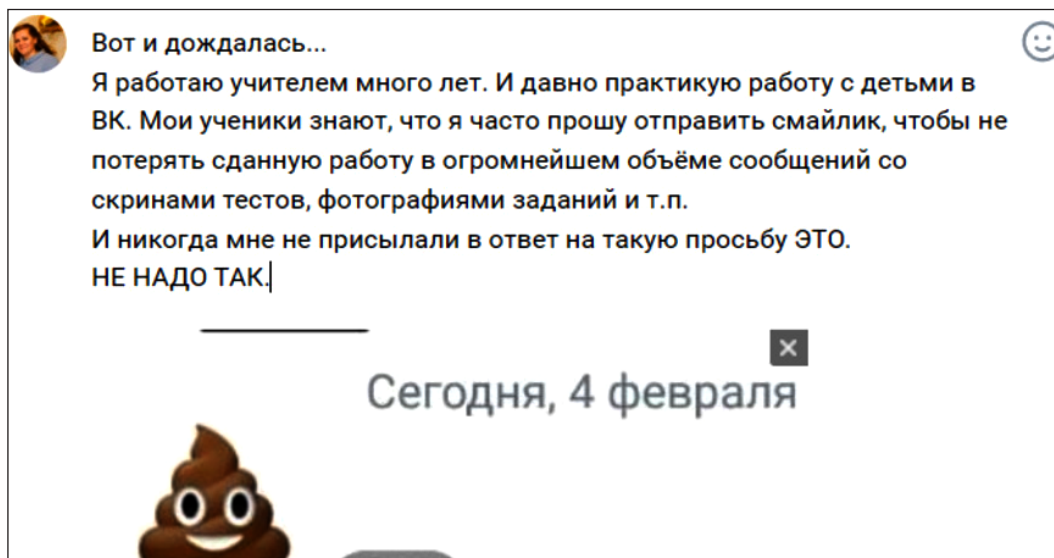 Вот и дождалась...
Я работаю учителем много лет. И давно практикую работу с детьми в
ВК. Мои ученики знают, что я часто прошу отправить смайлик, чтобы не
потерять сданную работу в огромнейшем объёме сообщений со
скринами тестов, фотографиями заданий и т.п.
И никогда мне не присылали в ответ на такую просьбу ЭТО.
НЕ НАДО ТАК.
Сегодня, 4 февраля